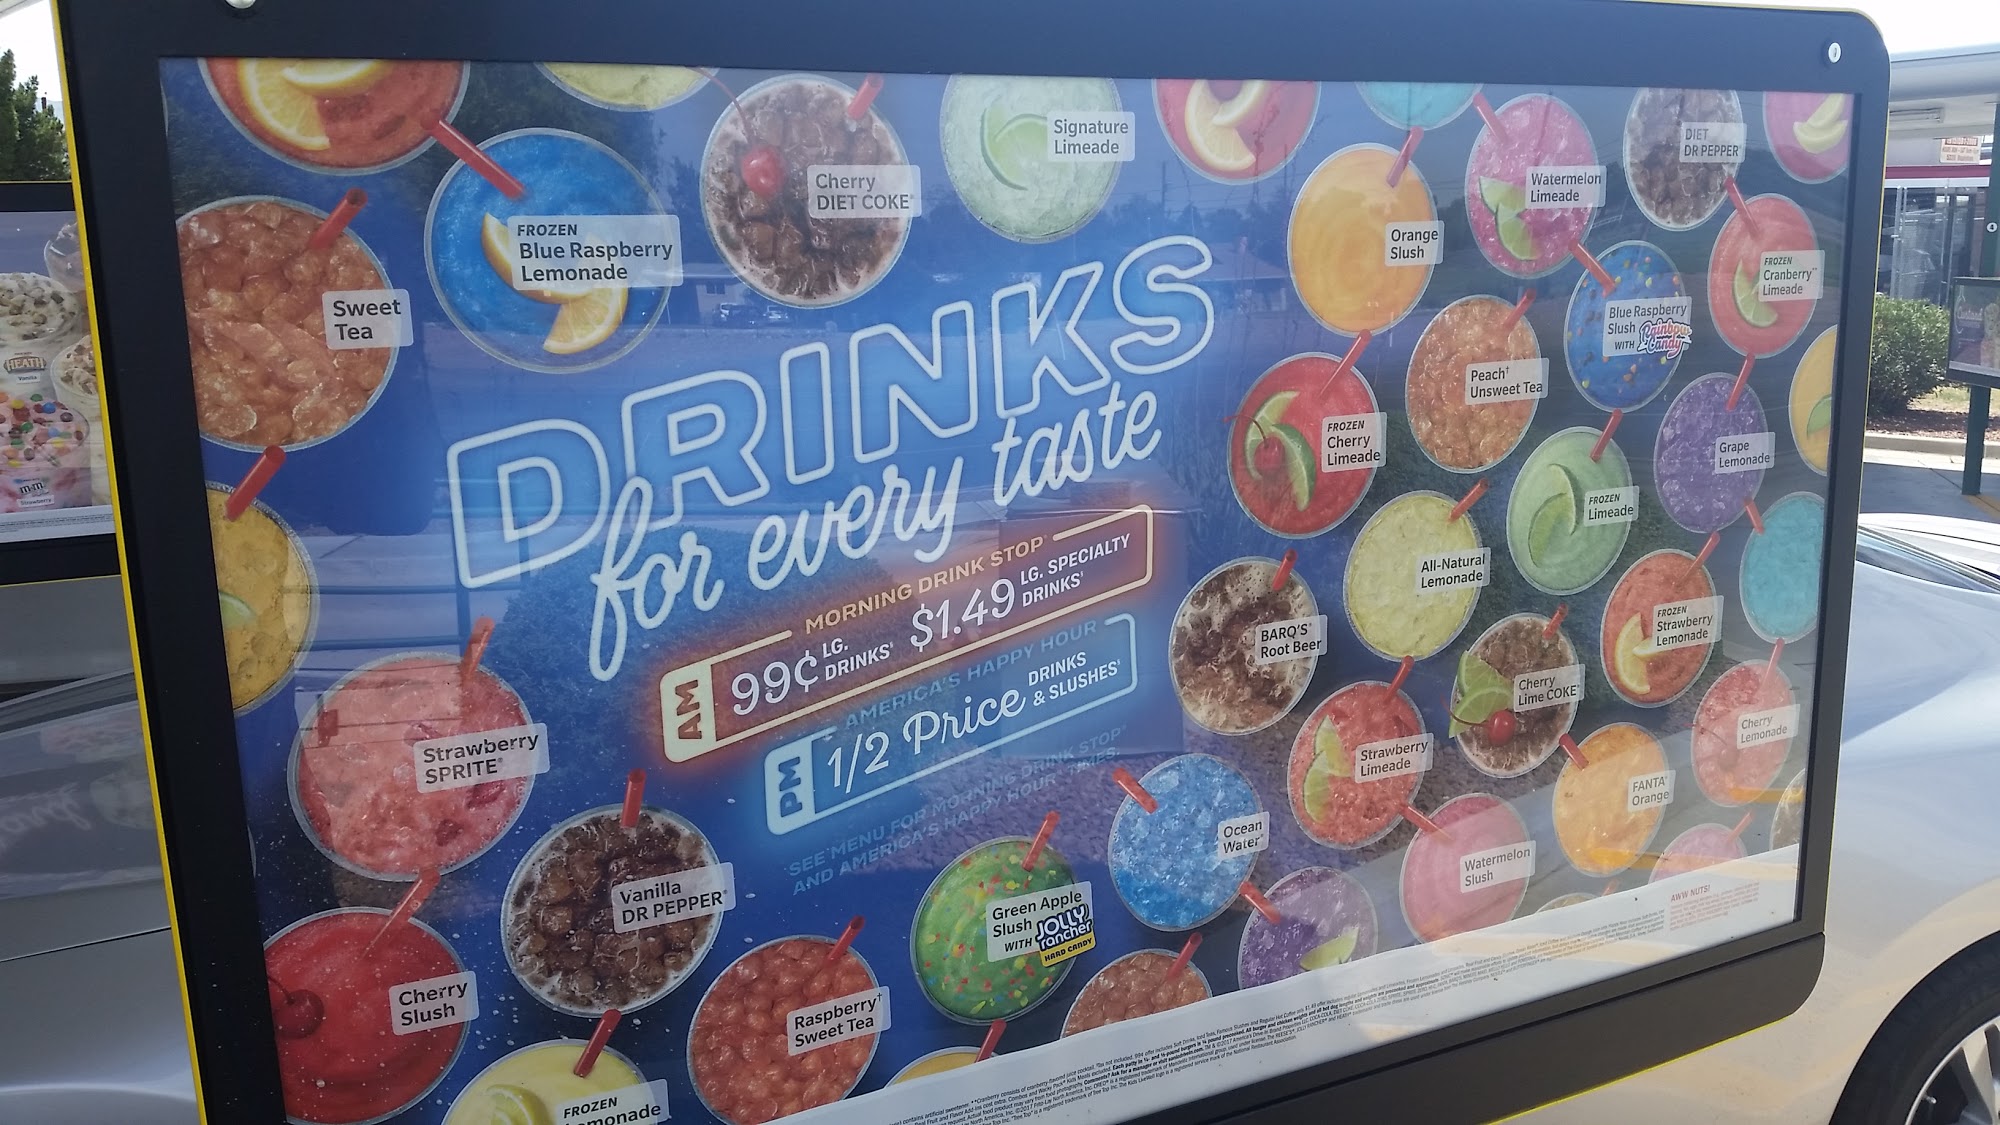 Signature
Limeade
DIET
DR PEPPER®
Cherry
DIET COKE®
Watermelon
Limeade
FROZEN
Blue Raspberry
Lemonade
Orange
Slush
FROZEN
Cranberry™
Limeade
Sweet
Tea
Blue Raspberry
Slush
WITH Rainbow
Candy
HEATH
Vanilla
Peach†
Unsweet Tea
DRINKS
for every taste
FROZEN
Cherry
Limeade
Grape
Lemonade
m&m's
Strawberry
FROZEN
Limeade
All-Natural
Lemonade
AM
MORNING DRINK STOP®
99¢ LG.
DRINKS
$1.49 LG. SPECIALTY
DRINKS
PM
AMERICA'S HAPPY HOUR
1/2 Price DRINKS
& SLUSHES
SEE MENU FOR MORNING DRINK STOP®
AND AMERICA'S HAPPY HOUR® TIMES.
BARQ'S®
Root Beer
FROZEN
Strawberry
Lemonade
Cherry
Lime COKE®
Cherry
Lemonade
Strawberry
SPRITE®
Strawberry
Limeade
FANTA®
Orange
Ocean
Water®
Watermelon
Slush
Vanilla
DR PEPPER®
Green Apple
Slush
WITH JOLLY
rancher
HARD CANDY
Cherry
Slush
Raspberry†
Sweet Tea
FROZEN
AWW NUTS!